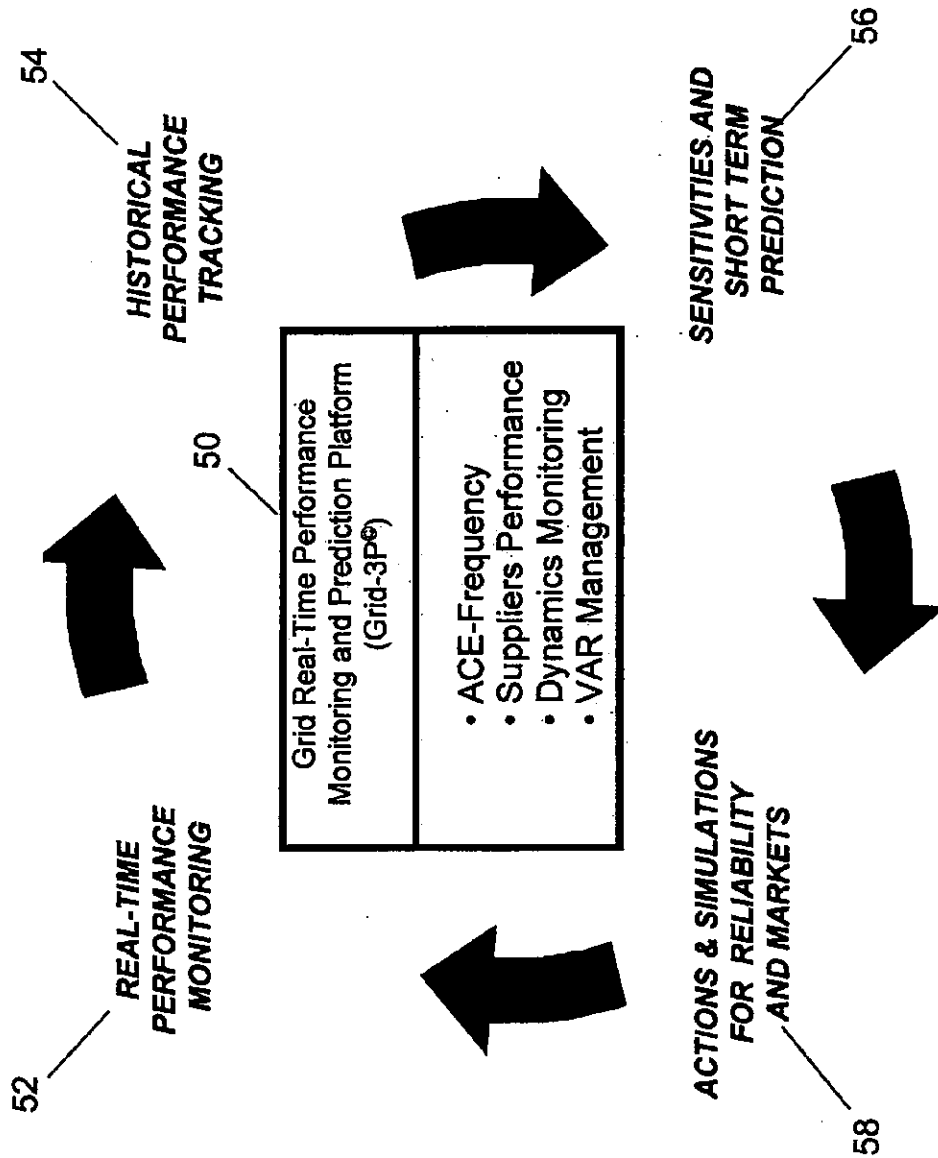 52
REAL-TIME
PERFORMANCE
MONITORING
54
HISTORICAL
PERFORMANCE
TRACKING
50
Grid Real-Time Performance
Monitoring and Prediction Platform
(Grid-3P©)
• ACE-Frequency
• Suppliers Performance
• Dynamics Monitoring
• VAR Management
ACTIONS & SIMULATIONS
FOR RELIABILITY
AND MARKETS
58
SENSITIVITIES AND
SHORT TERM
PREDICTION
56